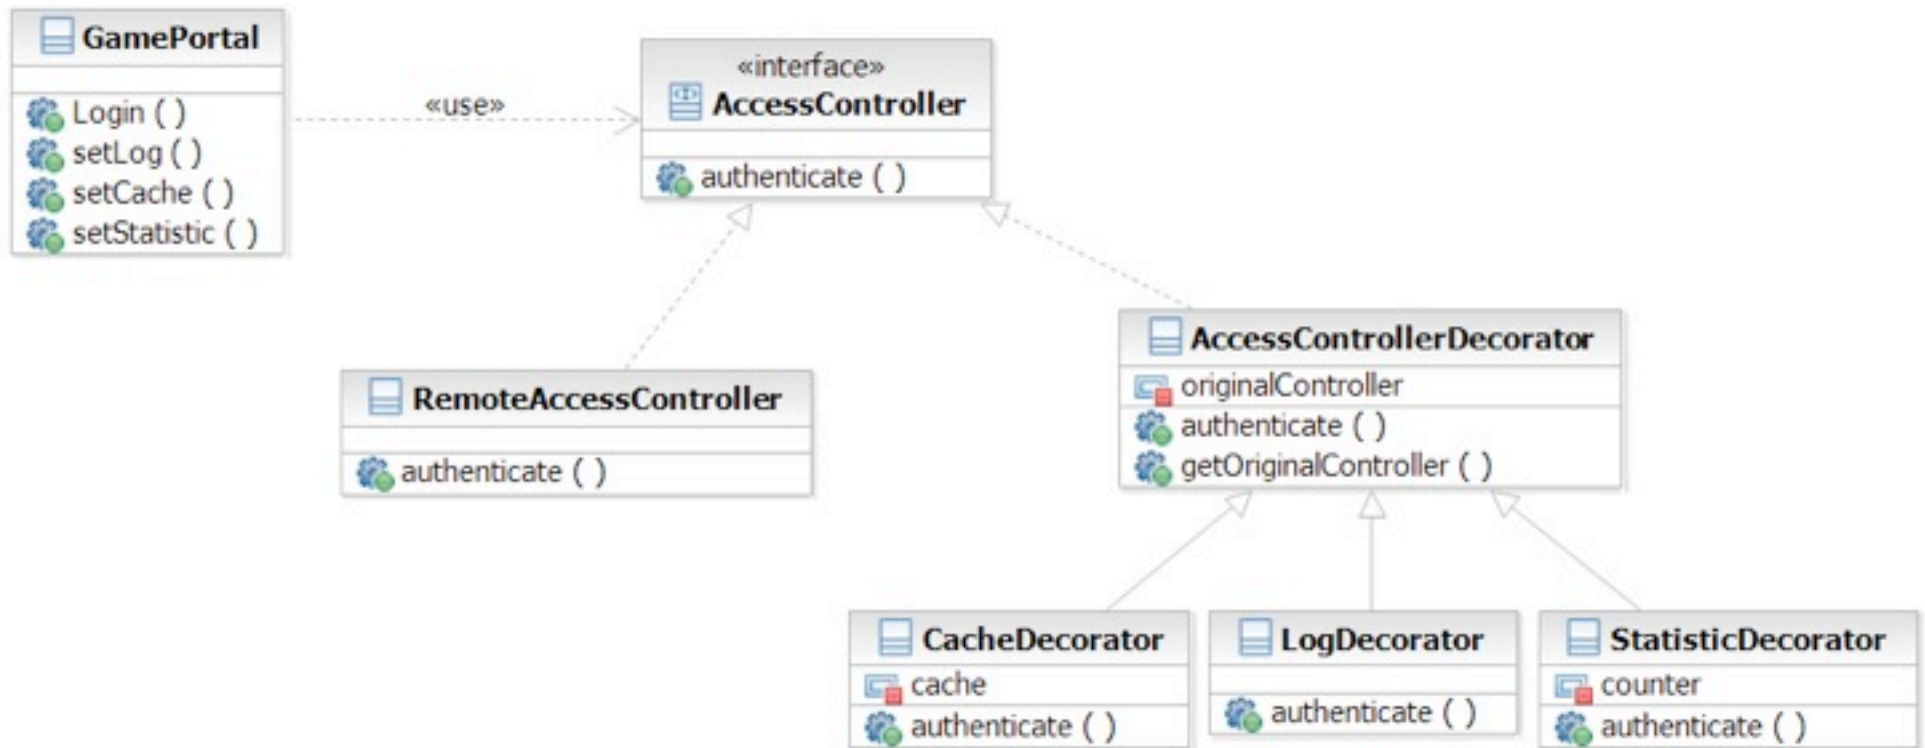 GamePortal
Login ( )
setLog ( )
setCache ( )
setStatistic ( )
«use»
«interface»
AccessController
authenticate ( )
RemoteAccessController
authenticate ( )
AccessControllerDecorator
originalController
authenticate ( )
getOriginalController ( )
CacheDecorator
cache
authenticate ( )
LogDecorator
authenticate ( )
StatisticDecorator
counter
authenticate ( )